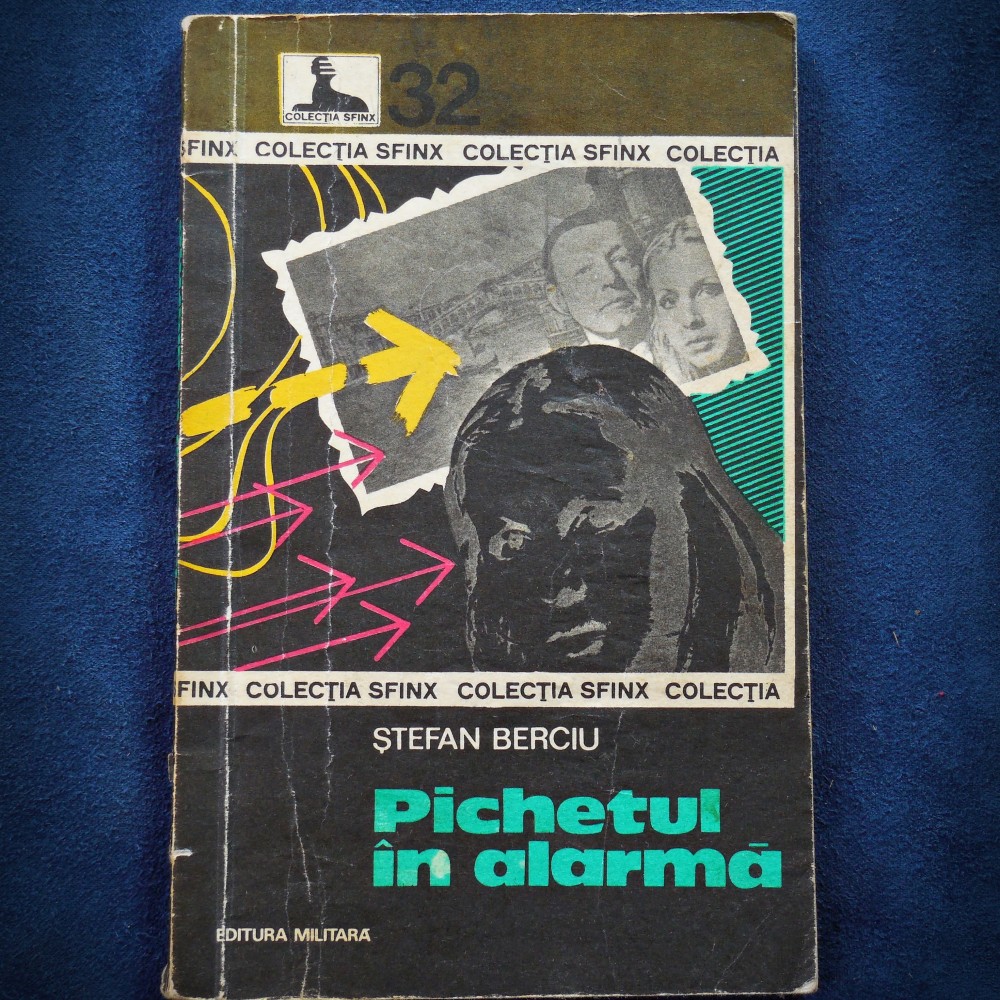 COLECȚIA SFINX
32
SFINX COLECȚIA SFINX COLECȚIA SFINX COLECȚIA
FINX COLECȚIA SFINX COLECȚIA SFINX COLECȚIA
ȘTEFAN BERCIU
Pichetul
în alarmă
EDITURA MILITARĂ